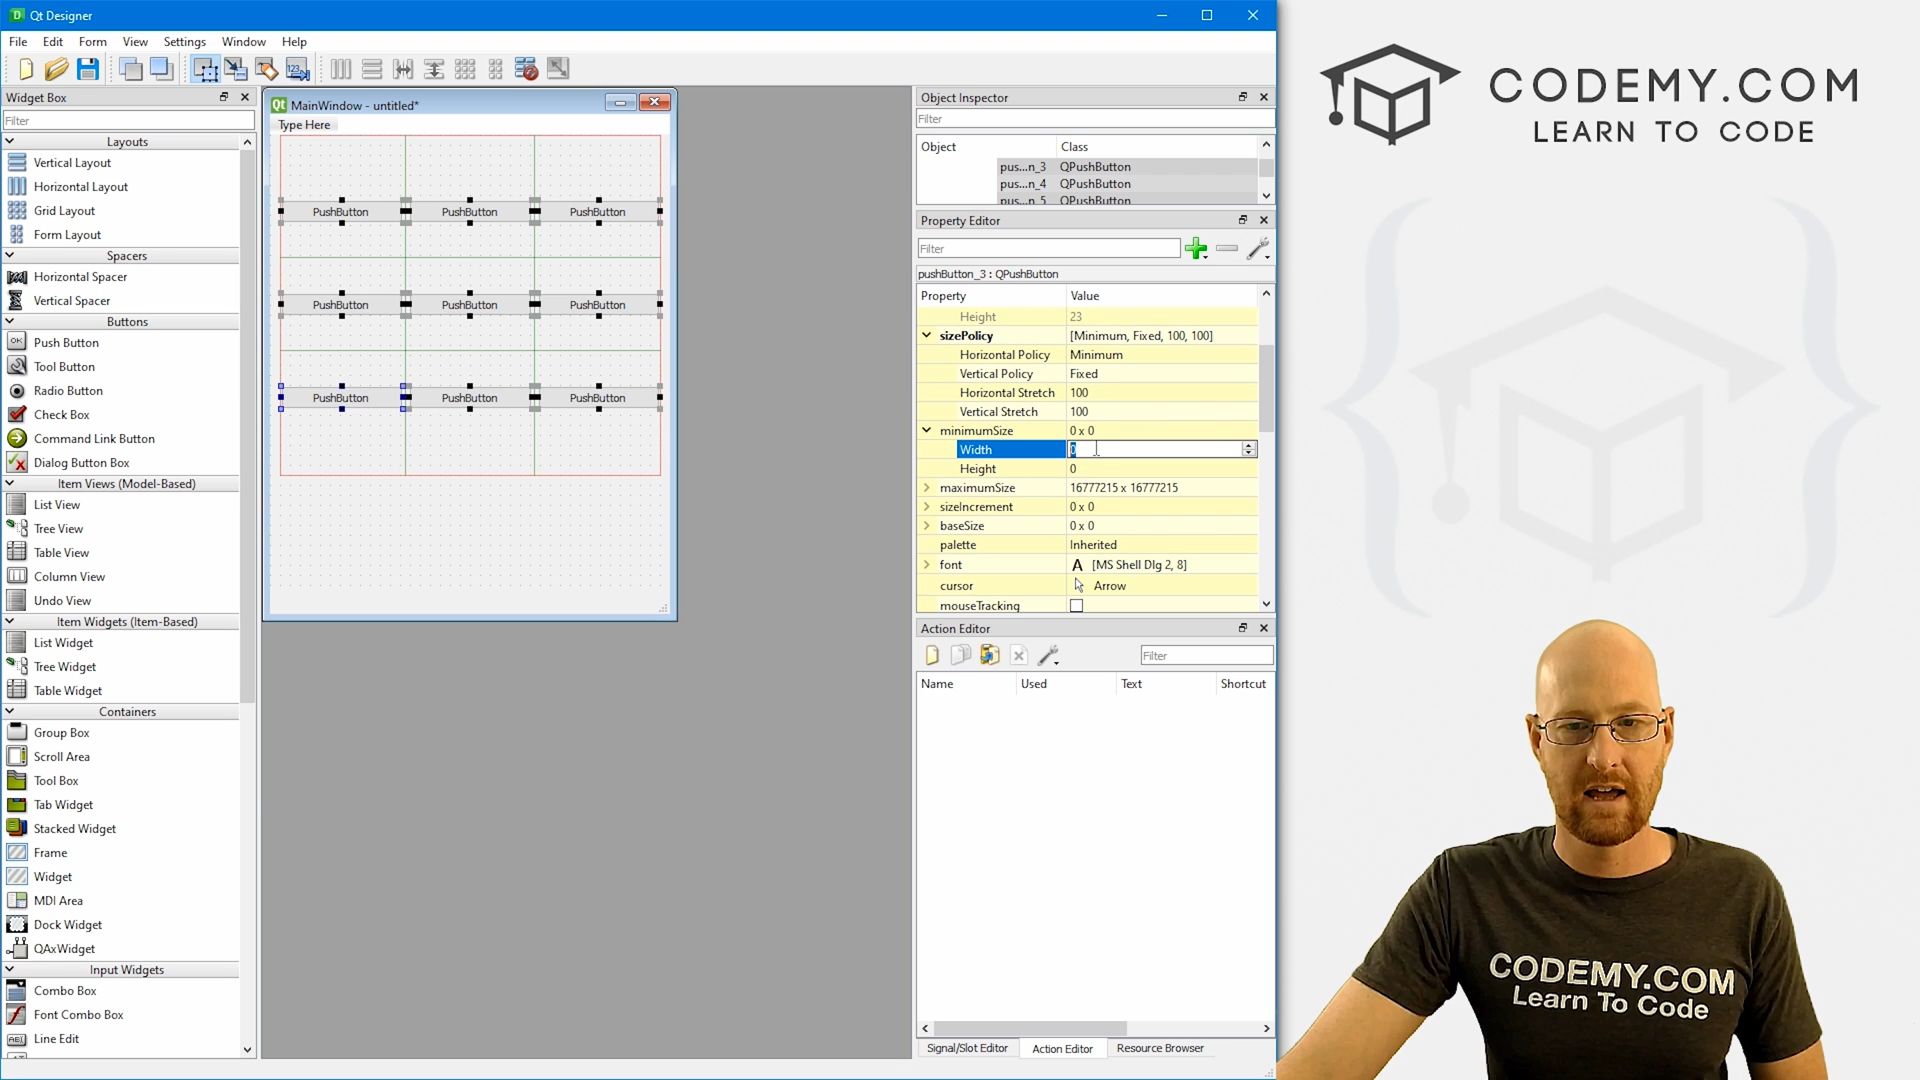 Qt Designer
File Edit Form View Settings Window Help
Widget Box
Filter
Layouts
Vertical Layout
Horizontal Layout
Grid Layout
Form Layout
Spacers
Horizontal Spacer
Vertical Spacer
Buttons
Push Button
Tool Button
Radio Button
Check Box
Command Link Button
Dialog Button Box
Item Views (Model-Based)
List View
Tree View
Table View
Column View
Undo View
Item Widgets (Item-Based)
List Widget
Tree Widget
Table Widget
Containers
Group Box
Scroll Area
Tool Box
Tab Widget
Stacked Widget
Frame
Widget
MDI Area
Dock Widget
QAxWidget
Input Widgets
Combo Box
Font Combo Box
Line Edit
MainWindow - untitled*
Type Here
PushButton PushButton PushButton
PushButton PushButton PushButton
PushButton PushButton PushButton
Object Inspector
Filter
Object Class
pus...n_3 QPushButton
pus...n_4 QPushButton
pus...n_5 QPushButton
Property Editor
Filter
pushButton_3 : QPushButton
Property Value
Height 23
sizePolicy [Minimum, Fixed, 100, 100]
Horizontal Policy Minimum
Vertical Policy Fixed
Horizontal Stretch 100
Vertical Stretch 100
minimumSize 0 x 0
Width 0
Height 0
maximumSize 16777215 x 16777215
sizeIncrement 0 x 0
baseSize 0 x 0
palette Inherited
font A [MS Shell Dlg 2, 8]
cursor Arrow
mouseTracking
Action Editor
Filter
Name Used Text Shortcut
Signal/Slot Editor Action Editor Resource Browser
CODEMY.COM
LEARN TO CODE
CODEMY.COM
Learn To Code